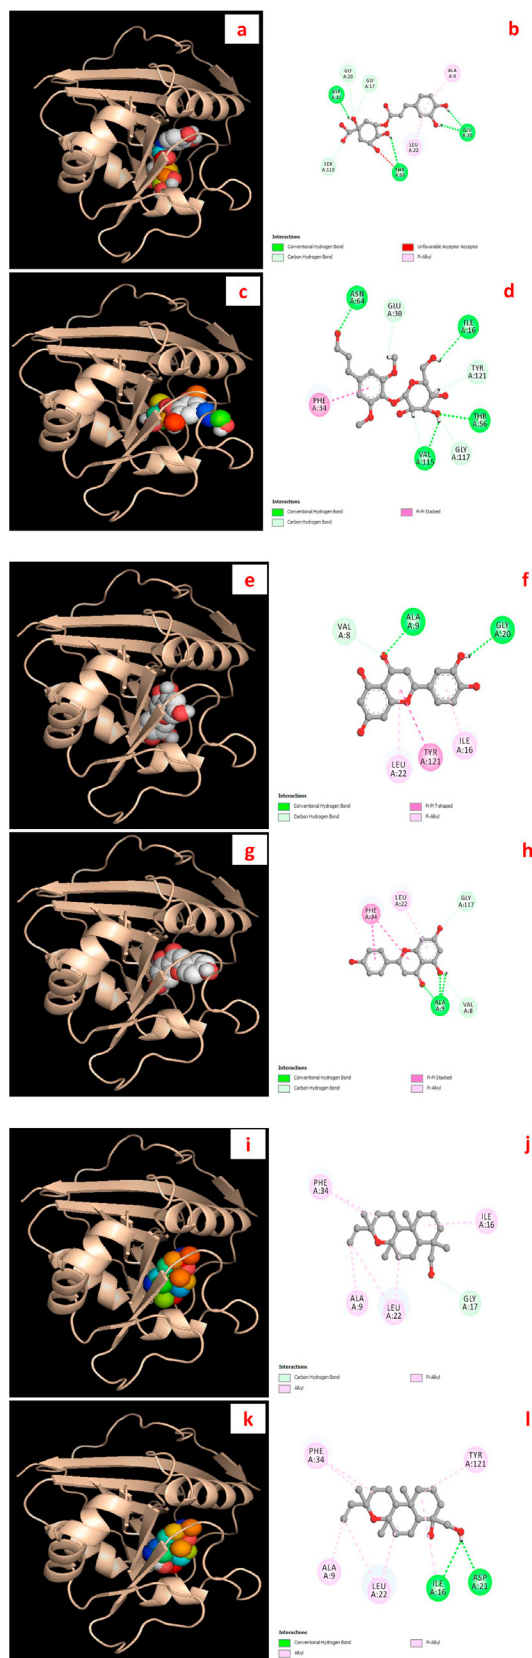 a
b
GLY
A:20
GLY
A:17
ALA
A:9
LEU
A:22
SER
A:118
Interactions
Conventional Hydrogen Bond
Carbon Hydrogen Bond
Unfavorable Acceptor-Acceptor
Pi-Alkyl
c
d
ASN
A:64
GLU
A:30
ILE
A:16
TYR
A:121
PHE
A:34
THR
A:56
VAL
A:115
GLY
A:117
Interactions
Conventional Hydrogen Bond
Carbon Hydrogen Bond
Pi-Pi Stacked
e
f
VAL
A:8
ALA
A:9
GLY
A:20
LEU
A:22
TYR
A:121
ILE
A:16
Interactions
Conventional Hydrogen Bond
Carbon Hydrogen Bond
Pi-Pi T-shaped
Pi-Alkyl
g
h
PHE
A:34
LEU
A:22
GLY
A:117
ALA
A:9
VAL
A:8
Interactions
Conventional Hydrogen Bond
Carbon Hydrogen Bond
Pi-Pi Stacked
Pi-Alkyl
i
j
PHE
A:34
ILE
A:16
ALA
A:9
LEU
A:22
GLY
A:17
Interactions
Carbon Hydrogen Bond
Alkyl
Pi-Alkyl
k
l
PHE
A:34
TYR
A:121
ALA
A:9
LEU
A:22
ILE
A:16
ASP
A:21
Interactions
Conventional Hydrogen Bond
Alkyl
Pi-Alkyl